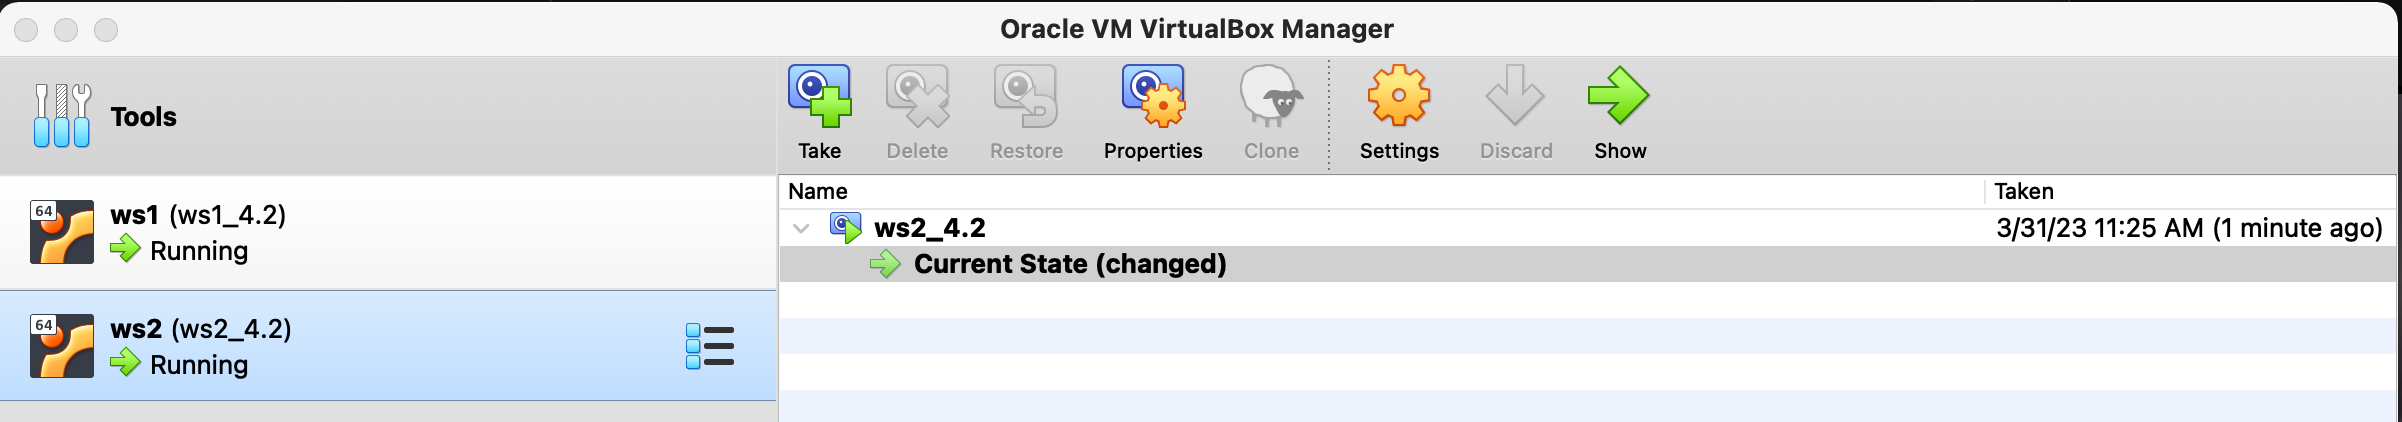 Oracle VM VirtualBox Manager
Tools
Take Delete Restore Properties Clone Settings Discard Show
64
ws1 (ws1_4.2)
Running
64
ws2 (ws2_4.2)
Running
Name Taken
ws2_4.2 3/31/23 11:25 AM (1 minute ago)
Current State (changed)